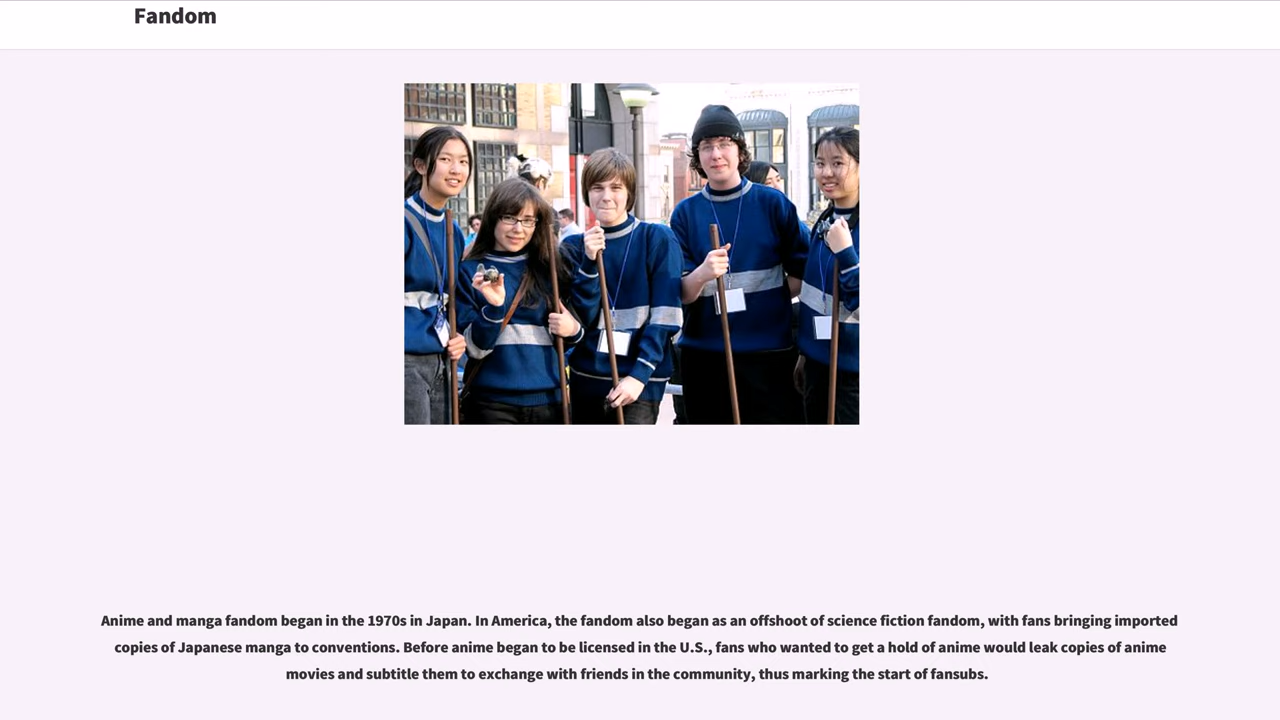 Fandom
Anime and manga fandom began in the 1970s in Japan. In America, the fandom also began as an offshoot of science fiction fandom, with fans bringing imported
copies of Japanese manga to conventions. Before anime began to be licensed in the U.S., fans who wanted to get a hold of anime would leak copies of anime
movies and subtitle them to exchange with friends in the community, thus marking the start of fansubs.